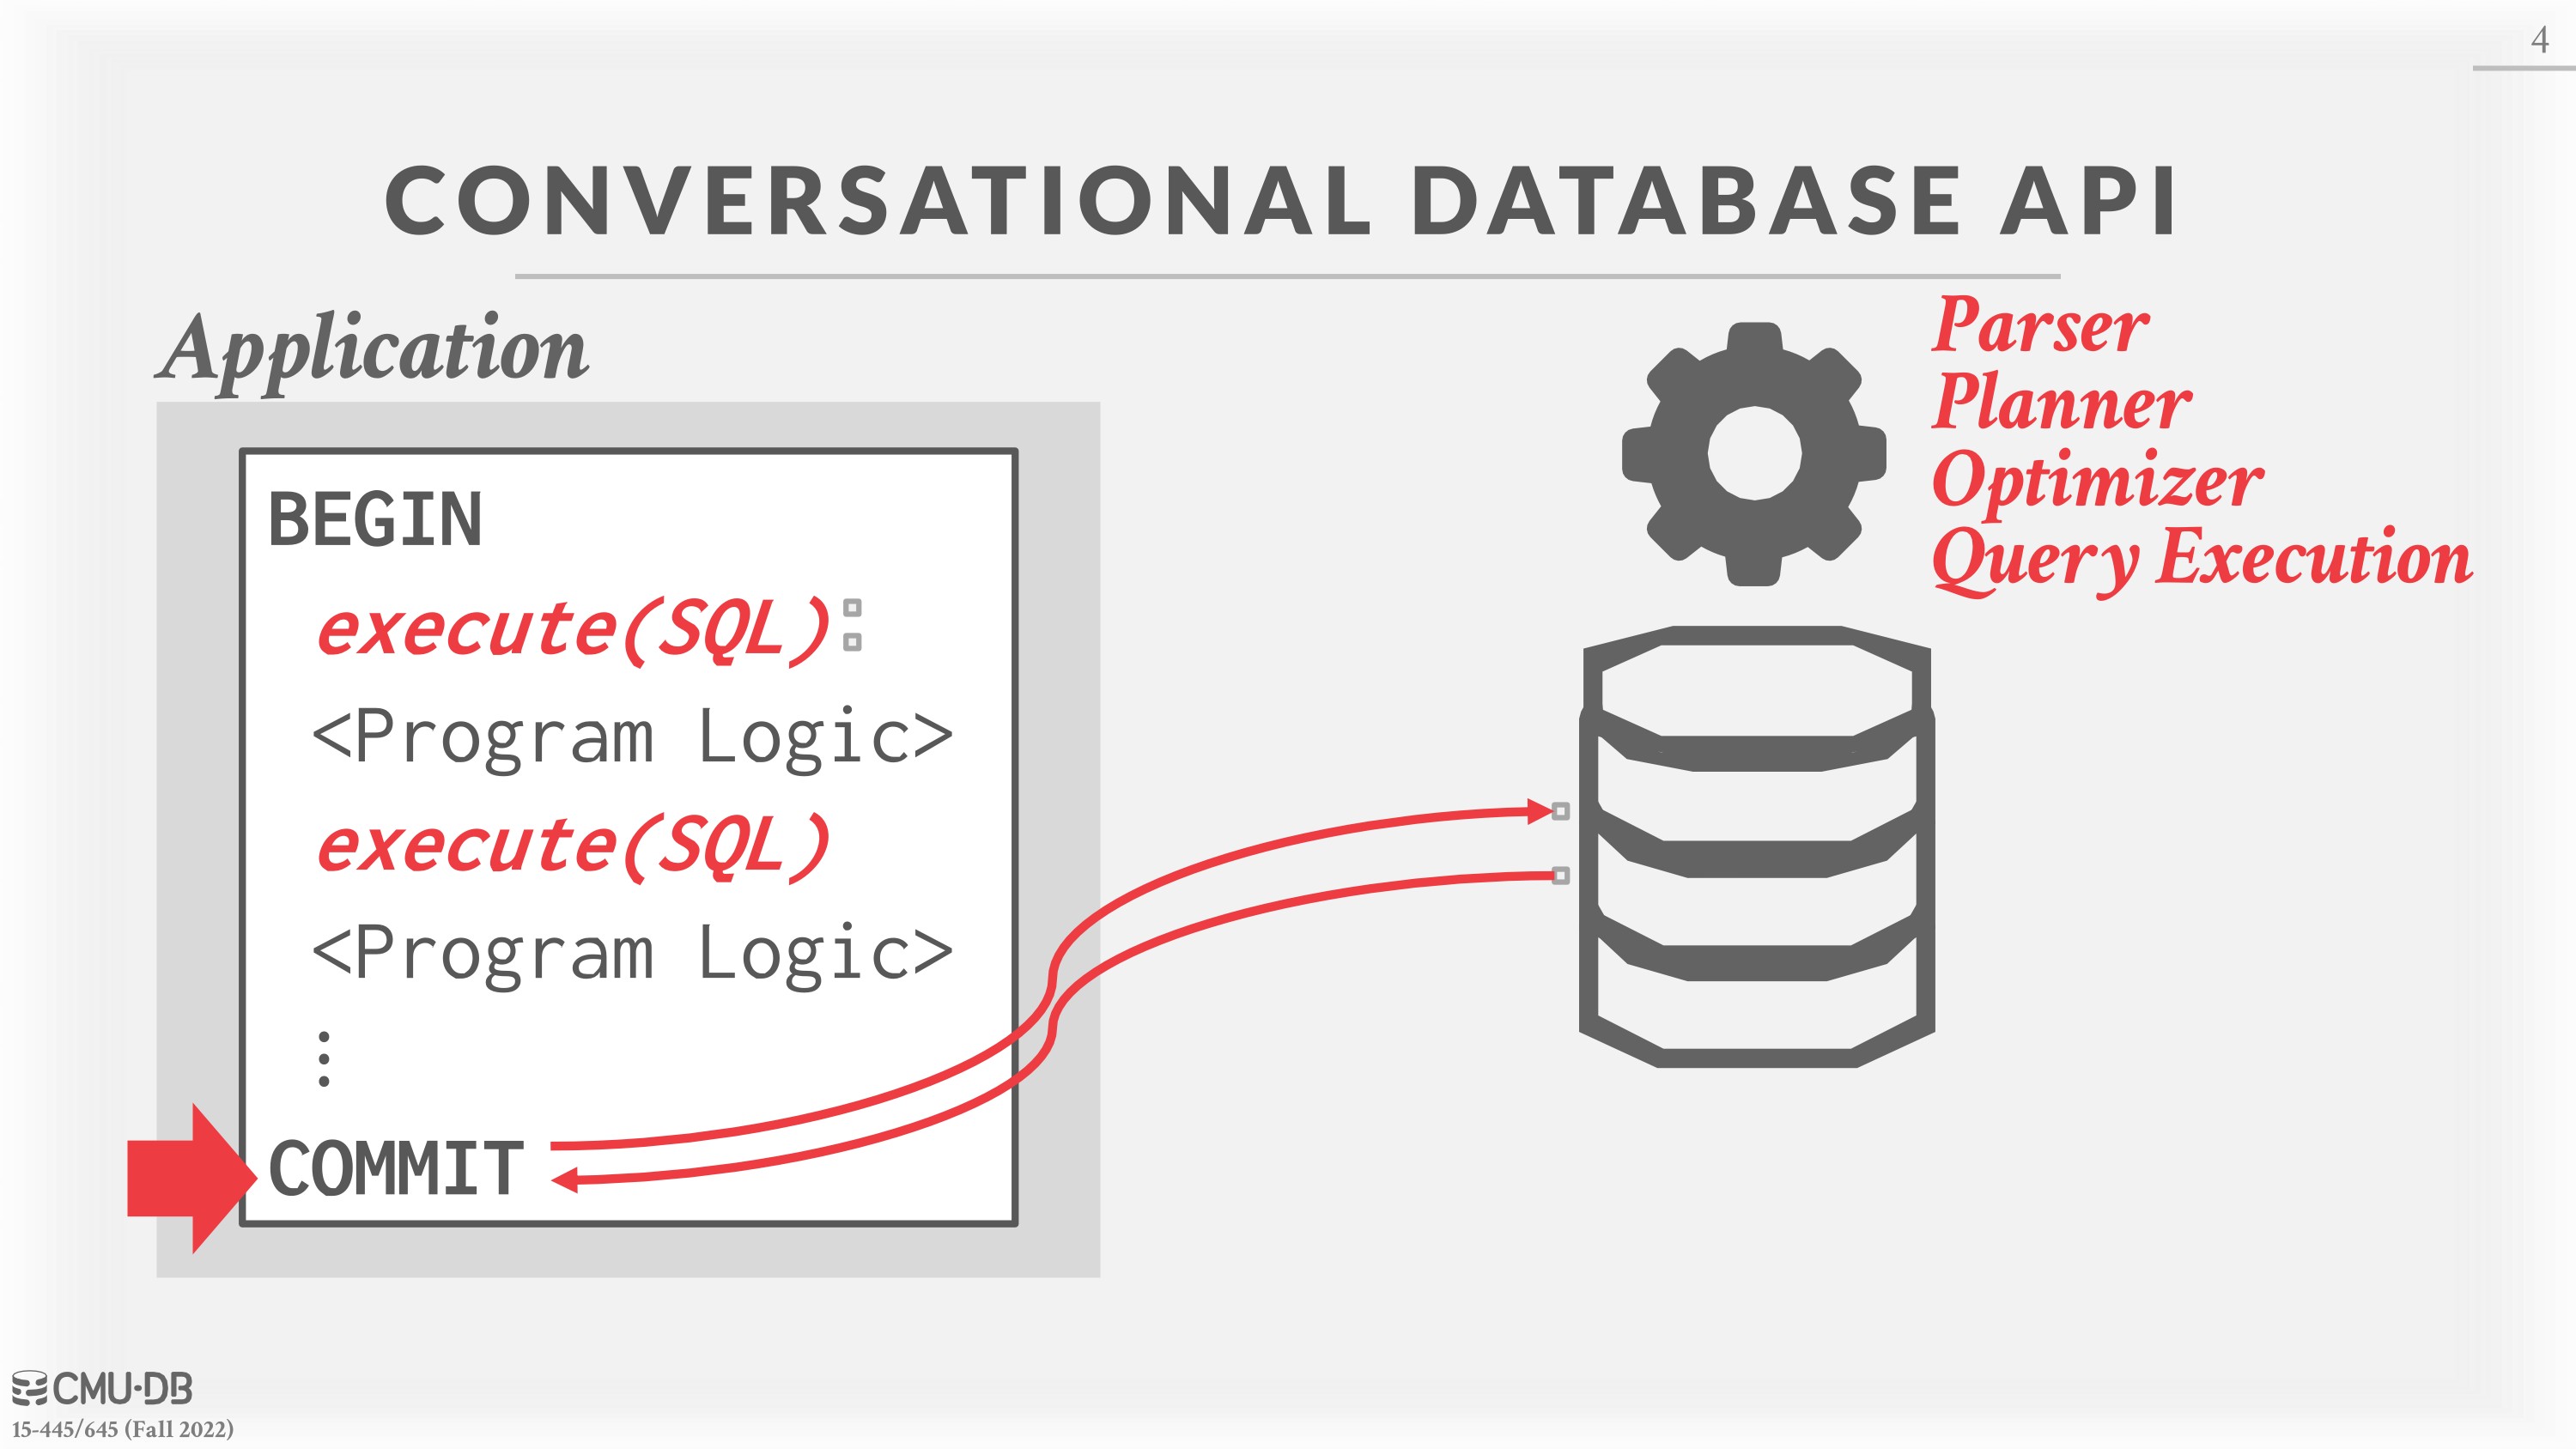 4
CONVERSATIONAL DATABASE API
Application
BEGIN
execute(SQL)
<Program Logic>
execute(SQL)
<Program Logic>
⋮
COMMIT
Parser
Planner
Optimizer
Query Execution
CMU·DB
15-445/645 (Fall 2022)